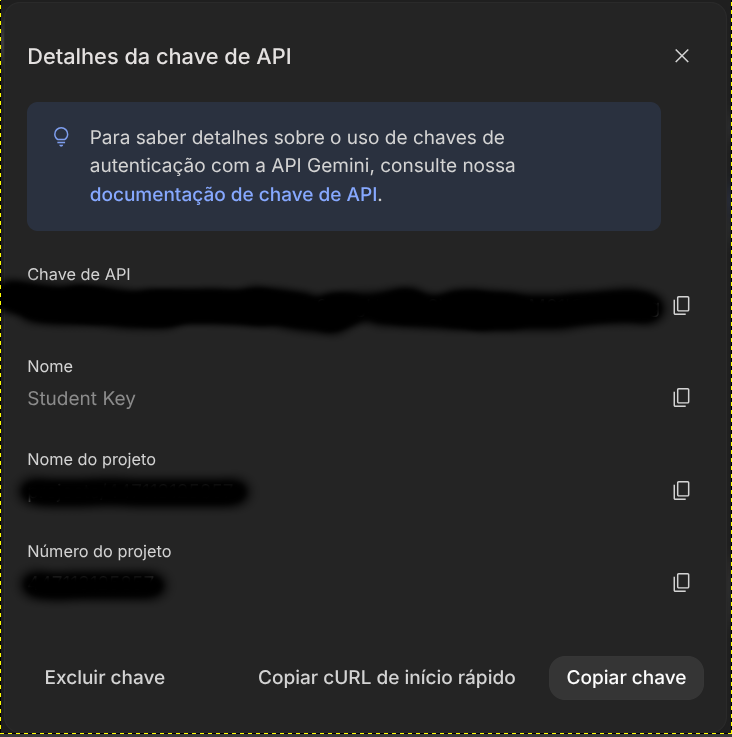 Detalhes da chave de API
Para saber detalhes sobre o uso de chaves de
autenticação com a API Gemini, consulte nossa
documentação de chave de API.
Chave de API
Nome
Student Key
Nome do projeto
Número do projeto
Excluir chave
Copiar cURL de início rápido
Copiar chave